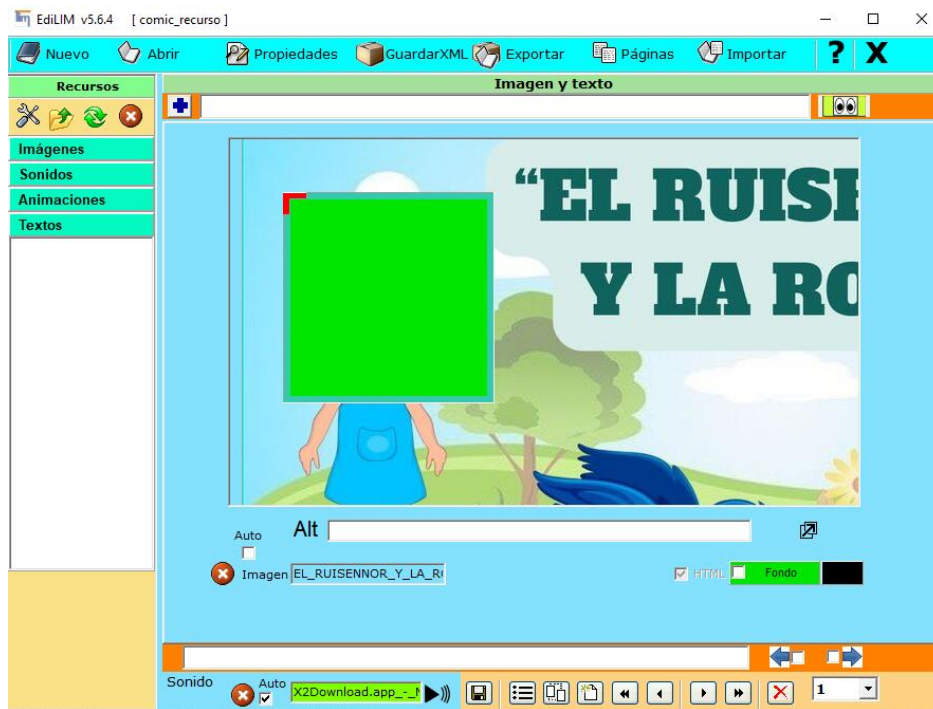 EdiLIM v5.6.4 [ comic_recurso ]
Nuevo Abrir Propiedades GuardarXML Exportar Páginas Importar ? X
Recursos
Imagen y texto
Imágenes
Sonidos
Animaciones
Textos
“EL RUISE
Y LA RO
Auto
Alt
Imagen EL_RUISENNOR_Y_LA_R
HTML Fondo
Sonido
Auto
X2Download.app_-_
1